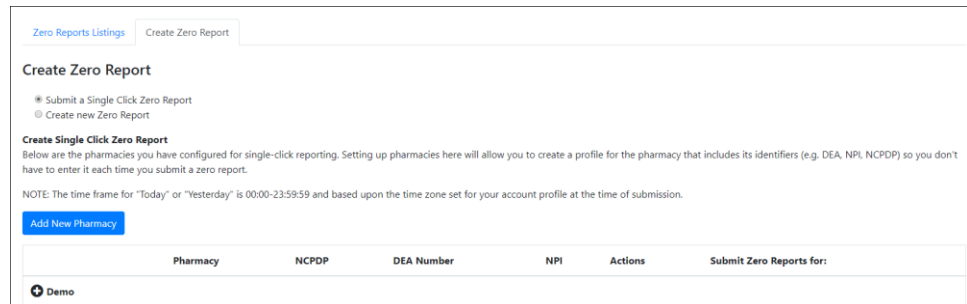 Zero Reports Listings Create Zero Report
Create Zero Report
Submit a Single Click Zero Report
Create new Zero Report
Create Single Click Zero Report
Below are the pharmacies you have configured for single-click reporting. Setting up pharmacies here will allow you to create a profile for the pharmacy that includes its identifiers (e.g. DEA, NPI, NCPDP) so you don't
have to enter it each time you submit a zero report.
NOTE: The time frame for "Today" or "Yesterday" is 00:00-23:59:59 and based upon the time zone set for your account profile at the time of submission.
Add New Pharmacy
Pharmacy NCPDP DEA Number NPI Actions Submit Zero Reports for:
Demo